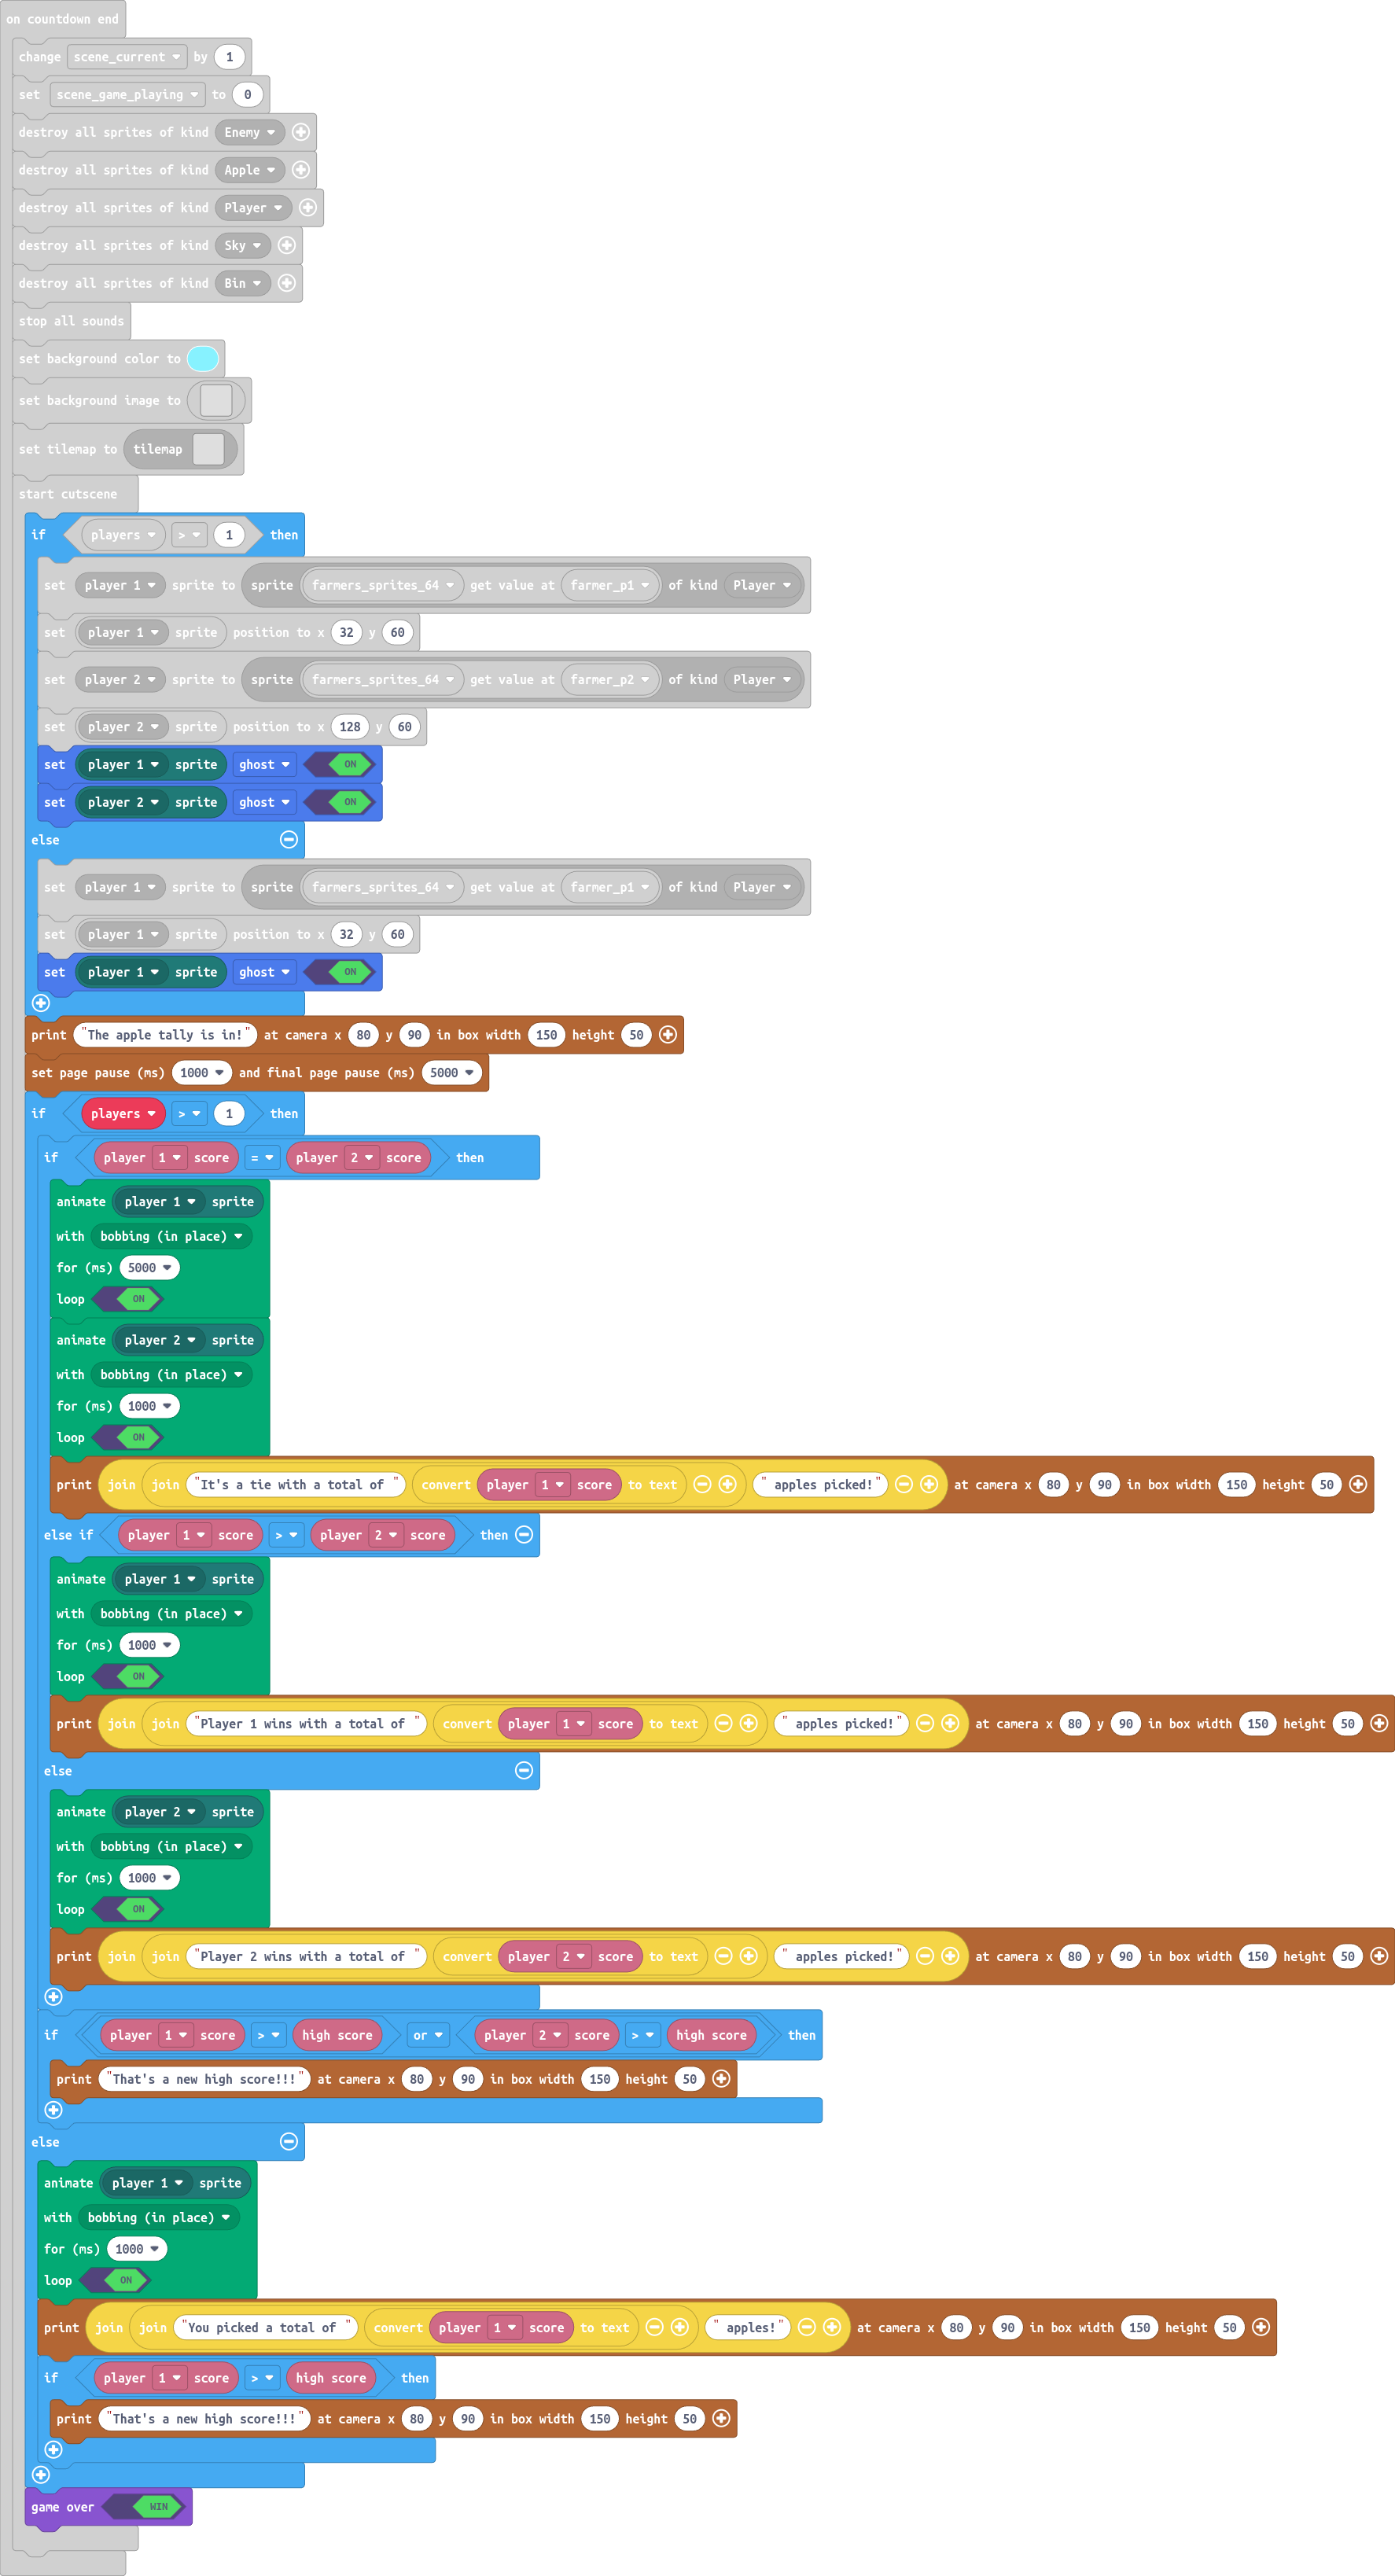 on countdown end
change scene_current by 1
set scene_game_playing to 0
destroy all sprites of kind Enemy
destroy all sprites of kind Apple
destroy all sprites of kind Player
destroy all sprites of kind Sky
destroy all sprites of kind Bin
stop all sounds
set background color to
set background image to
set tilemap to tilemap
start cutscene
if players > 1 then
set player 1 sprite to sprite farmers_sprites_64 get value at farmer_p1 of kind Player
set player 1 sprite position to x 32 y 60
set player 2 sprite to sprite farmers_sprites_64 get value at farmer_p2 of kind Player
set player 2 sprite position to x 128 y 60
set player 1 sprite ghost ON
set player 2 sprite ghost ON
else
set player 1 sprite to sprite farmers_sprites_64 get value at farmer_p1 of kind Player
set player 1 sprite position to x 32 y 60
set player 1 sprite ghost ON
print "The apple tally is in!" at camera x 80 y 90 in box width 150 height 50
set page pause (ms) 1000 and final page pause (ms) 5000
if players > 1 then
if player 1 score = player 2 score then
animate player 1 sprite
with bobbing (in place)
for (ms) 5000
loop ON
animate player 2 sprite
with bobbing (in place)
for (ms) 1000
loop ON
print join join "It's a tie with a total of " convert player 1 score to text " apples picked!" at camera x 80 y 90 in box width 150 height 50
else if player 1 score > player 2 score then
animate player 1 sprite
with bobbing (in place)
for (ms) 1000
loop ON
print join join "Player 1 wins with a total of " convert player 1 score to text " apples picked!" at camera x 80 y 90 in box width 150 height 50
else
animate player 2 sprite
with bobbing (in place)
for (ms) 1000
loop ON
print join join "Player 2 wins with a total of " convert player 2 score to text " apples picked!" at camera x 80 y 90 in box width 150 height 50
if player 1 score > high score or player 2 score > high score then
print "That's a new high score!!!" at camera x 80 y 90 in box width 150 height 50
else
animate player 1 sprite
with bobbing (in place)
for (ms) 1000
loop ON
print join join "You picked a total of " convert player 1 score to text " apples!" at camera x 80 y 90 in box width 150 height 50
if player 1 score > high score then
print "That's a new high score!!!" at camera x 80 y 90 in box width 150 height 50
game over WIN